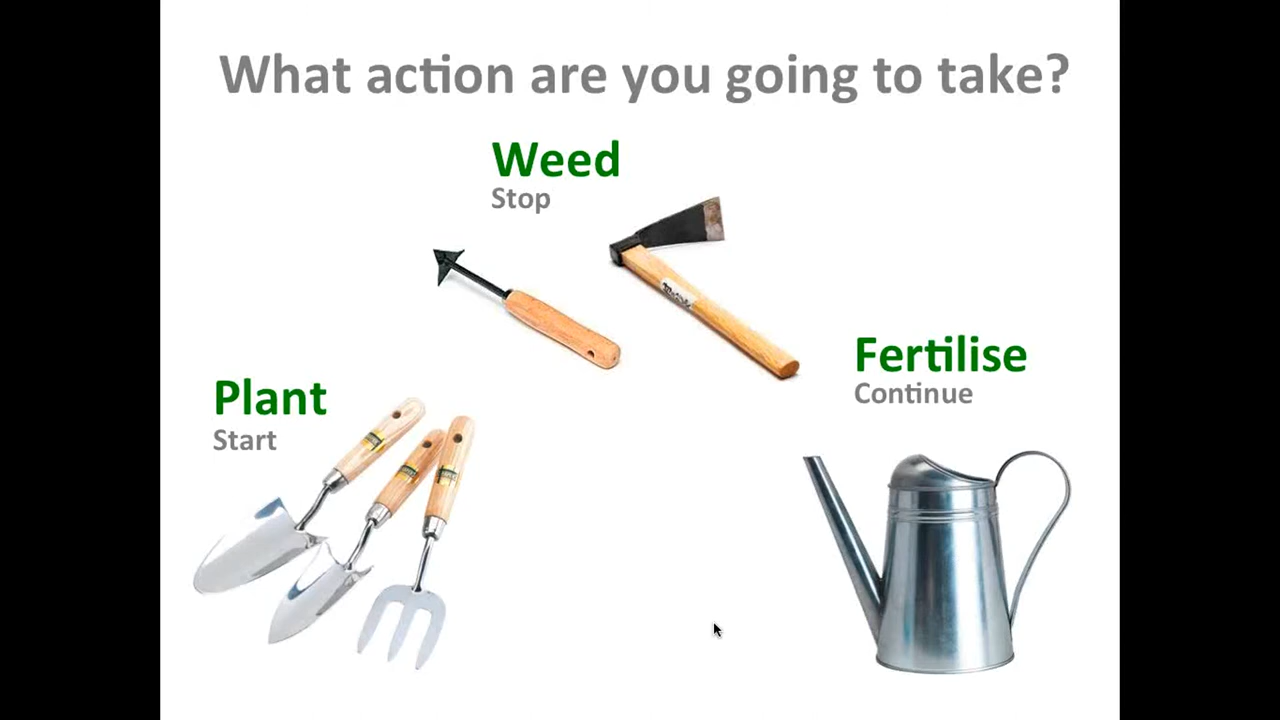 What action are you going to take?
Weed
Stop
Fertilise
Continue
Plant
Start